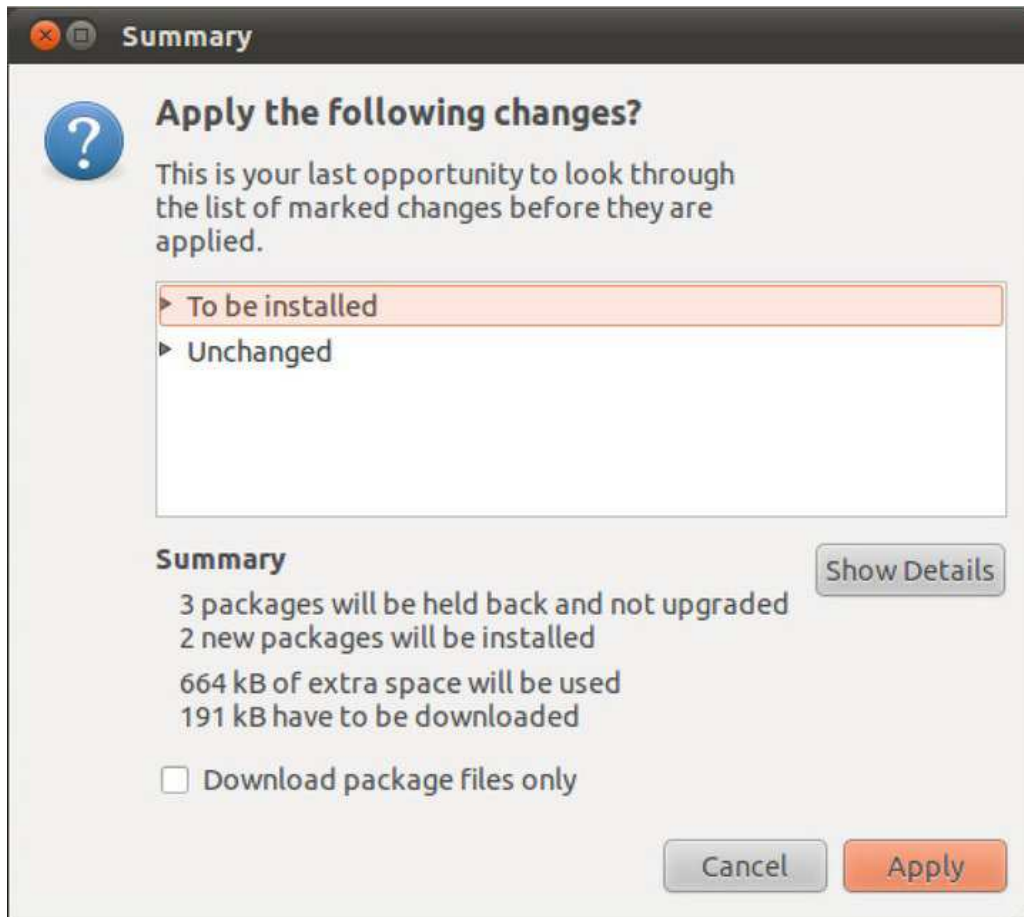 Summary
Apply the following changes?
This is your last opportunity to look through
the list of marked changes before they are
applied.
To be installed
Unchanged
Summary
Show Details
3 packages will be held back and not upgraded
2 new packages will be installed
664 kB of extra space will be used
191 kB have to be downloaded
Download package files only
Cancel
Apply